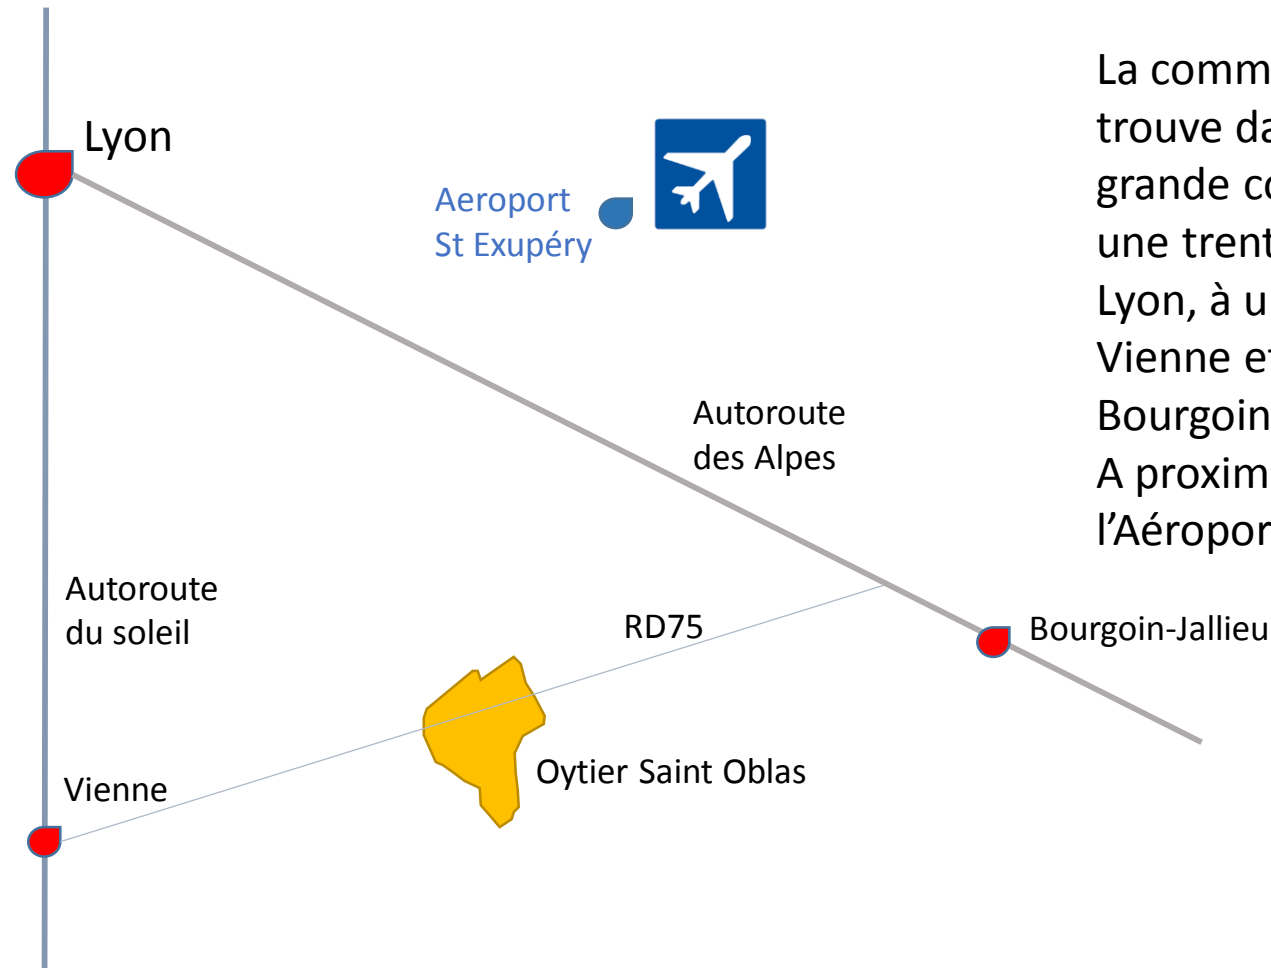 Lyon
Aeroport
St Exupéry
Autoroute
des Alpes
Autoroute
du soleil
RD75
Bourgoin-Jallieu
Oytier Saint Oblas
Vienne
La comm
trouve da
grande co
une trent
Lyon, à u
Vienne et
Bourgoin
A proxim
l’Aéropor